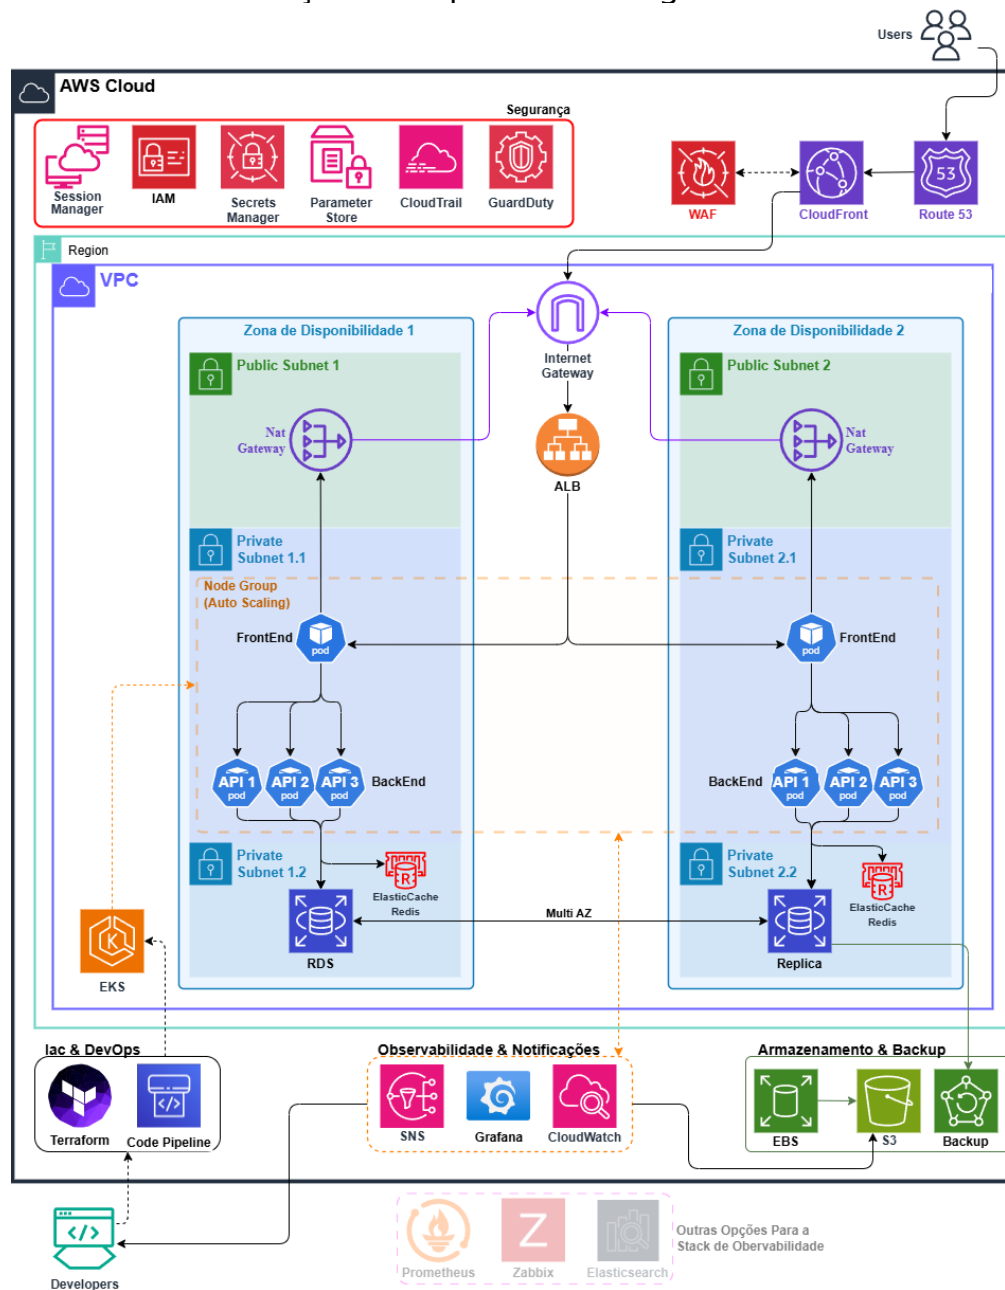 Users
AWS Cloud
Segurança
Session
Manager
IAM
Secrets
Manager
Parameter
Store
CloudTrail
GuardDuty
WAF
CloudFront
53
Route 53
Region
VPC
Zona de Disponibilidade 1
Zona de Disponibilidade 2
Public Subnet 1
Public Subnet 2
Internet
Gateway
Nat
Gateway
Nat
Gateway
ALB
Private
Subnet 1.1
Private
Subnet 2.1
Node Group
(Auto Scaling)
FrontEnd
pod
pod
FrontEnd
API 1
pod
API 2
pod
API 3
pod
BackEnd
BackEnd
API 1
pod
API 2
pod
API 3
pod
Private
Subnet 1.2
Private
Subnet 2.2
R
ElasticCache
Redis
R
ElasticCache
Redis
Multi AZ
RDS
Replica
K
EKS
Iac & DevOps
Observabilidade & Notificações
Armazenamento & Backup
Terraform
Code Pipeline
SNS
Grafana
CloudWatch
EBS
S3
Backup
Developers
Prometheus
Z
Zabbix
Elasticsearch
Outras Opções Para a
Stack de Obervabilidade